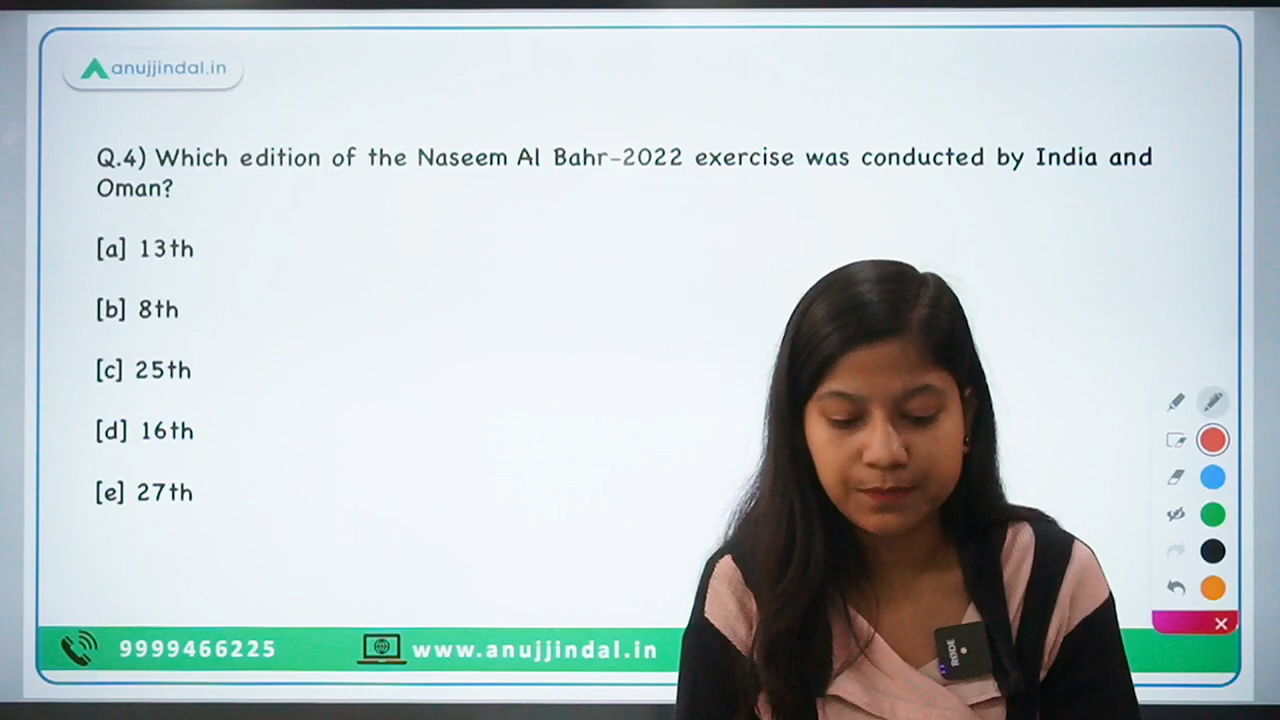 anujjindal.in
Q.4) Which edition of the Naseem Al Bahr-2022 exercise was conducted by India and
Oman?
[a] 13th
[b] 8th
[c] 25th
[d] 16th
[e] 27th
RODE
9999466225
www.anujjindal.in